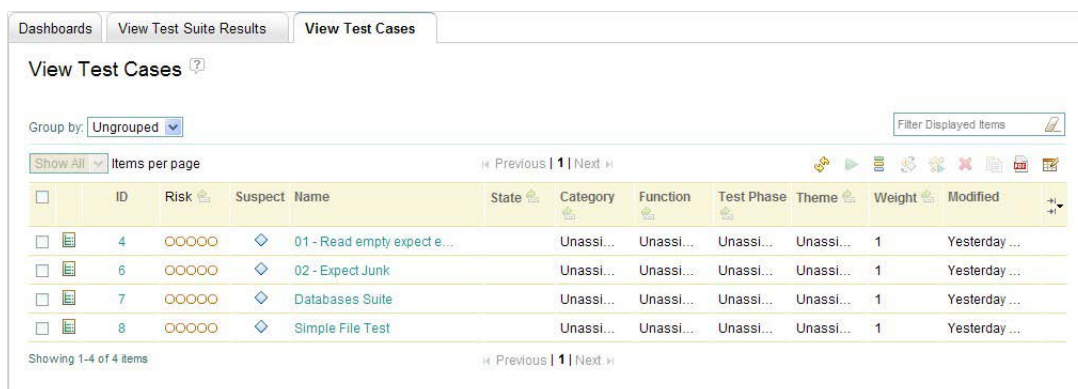 Dashboards View Test Suite Results View Test Cases
View Test Cases ?
Group by: Ungrouped Filter Displayed Items
Show All Items per page Previous | 1 | Next
ID Risk Suspect Name State Category Function Test Phase Theme Weight Modified
4 01 - Read empty expect e... Unassi... Unassi... Unassi... Unassi... 1 Yesterday ...
6 02 - Expect Junk Unassi... Unassi... Unassi... Unassi... 1 Yesterday ...
7 Databases Suite Unassi... Unassi... Unassi... Unassi... 1 Yesterday ...
8 Simple File Test Unassi... Unassi... Unassi... Unassi... 1 Yesterday ...
Showing 1-4 of 4 items Previous | 1 | Next